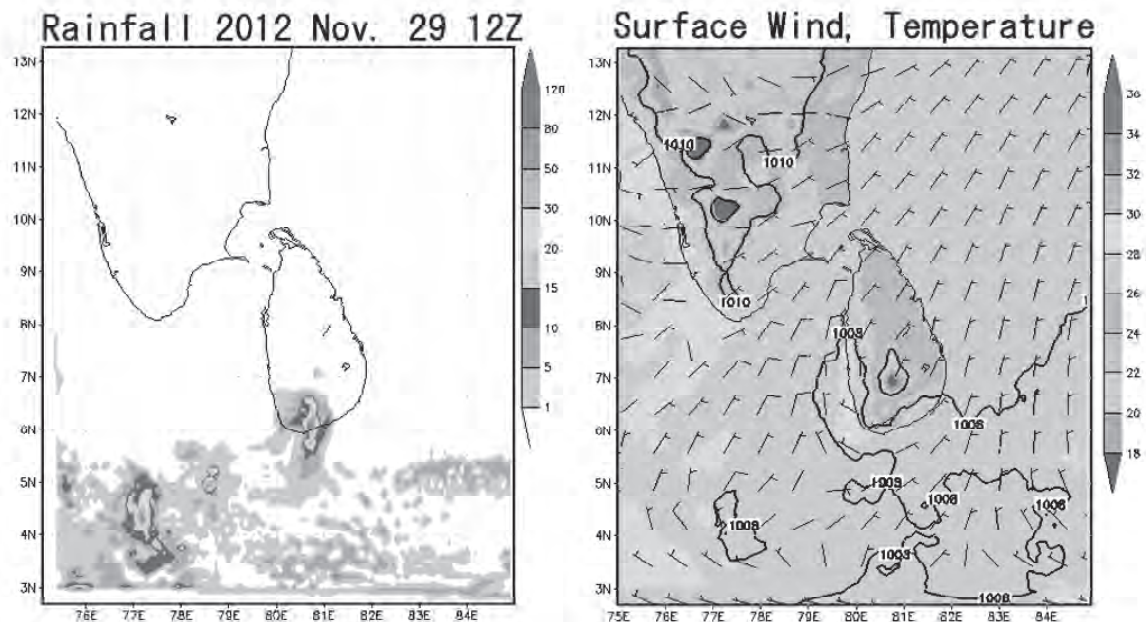 Rainfall 2012 Nov. 29 12Z
Surface Wind, Temperature
13N
12N
11N
10N
9N
8N
7N
6N
5N
4N
3N
76E 77E 78E 79E 80E 81E 82E 83E 84E
120
80
50
30
20
15
10
5
1
13N
12N
11N
10N
9N
8N
7N
6N
5N
4N
3N
75E 76E 77E 78E 79E 80E 81E 82E 83E 84E
1010
1010
1010
1008
1008
1008
1008
1008
1008
1008
1008
36
34
32
30
28
26
24
22
20
18